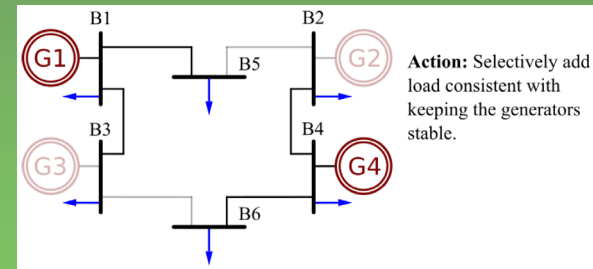 B1
B2
G1
B5
G2
Action: Selectively add
load consistent with
keeping the generators
stable.
B3
B4
G3
G4
B6